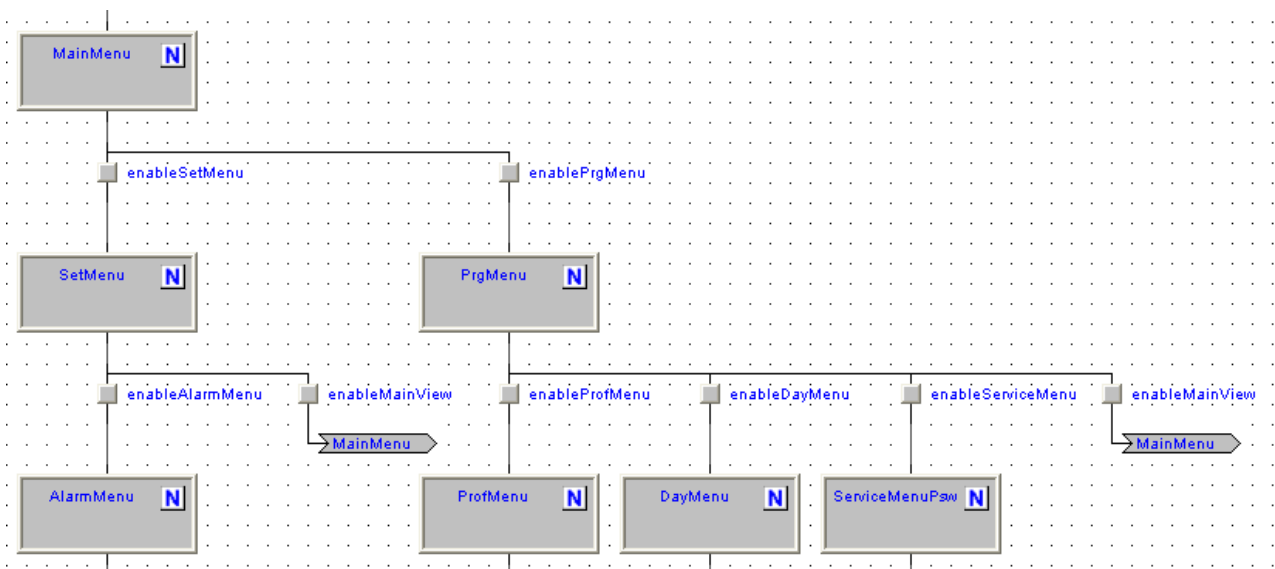 MainMenu N
enableSetMenu enablePrgMenu
SetMenu N PrgMenu N
enableAlarmMenu enableMainView enableProfMenu enableDayMenu enableServiceMenu enableMainView
MainMenu MainMenu
AlarmMenu N ProfMenu N DayMenu N ServiceMenuPsw N